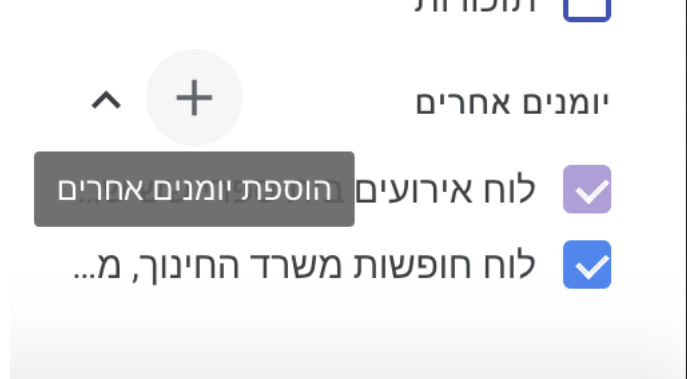 תזכורות
יומנים אחרים
הוספת יומנים אחרים
לוח אירועים
לוח חופשות משרד החינוך, מ...